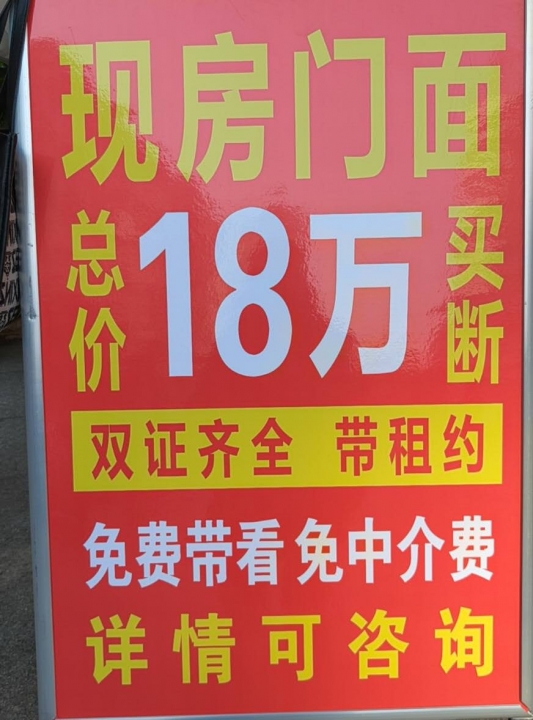 现房门面
总价18万买断
双证齐全 带租约
免费带看 免中介费
详情可咨询